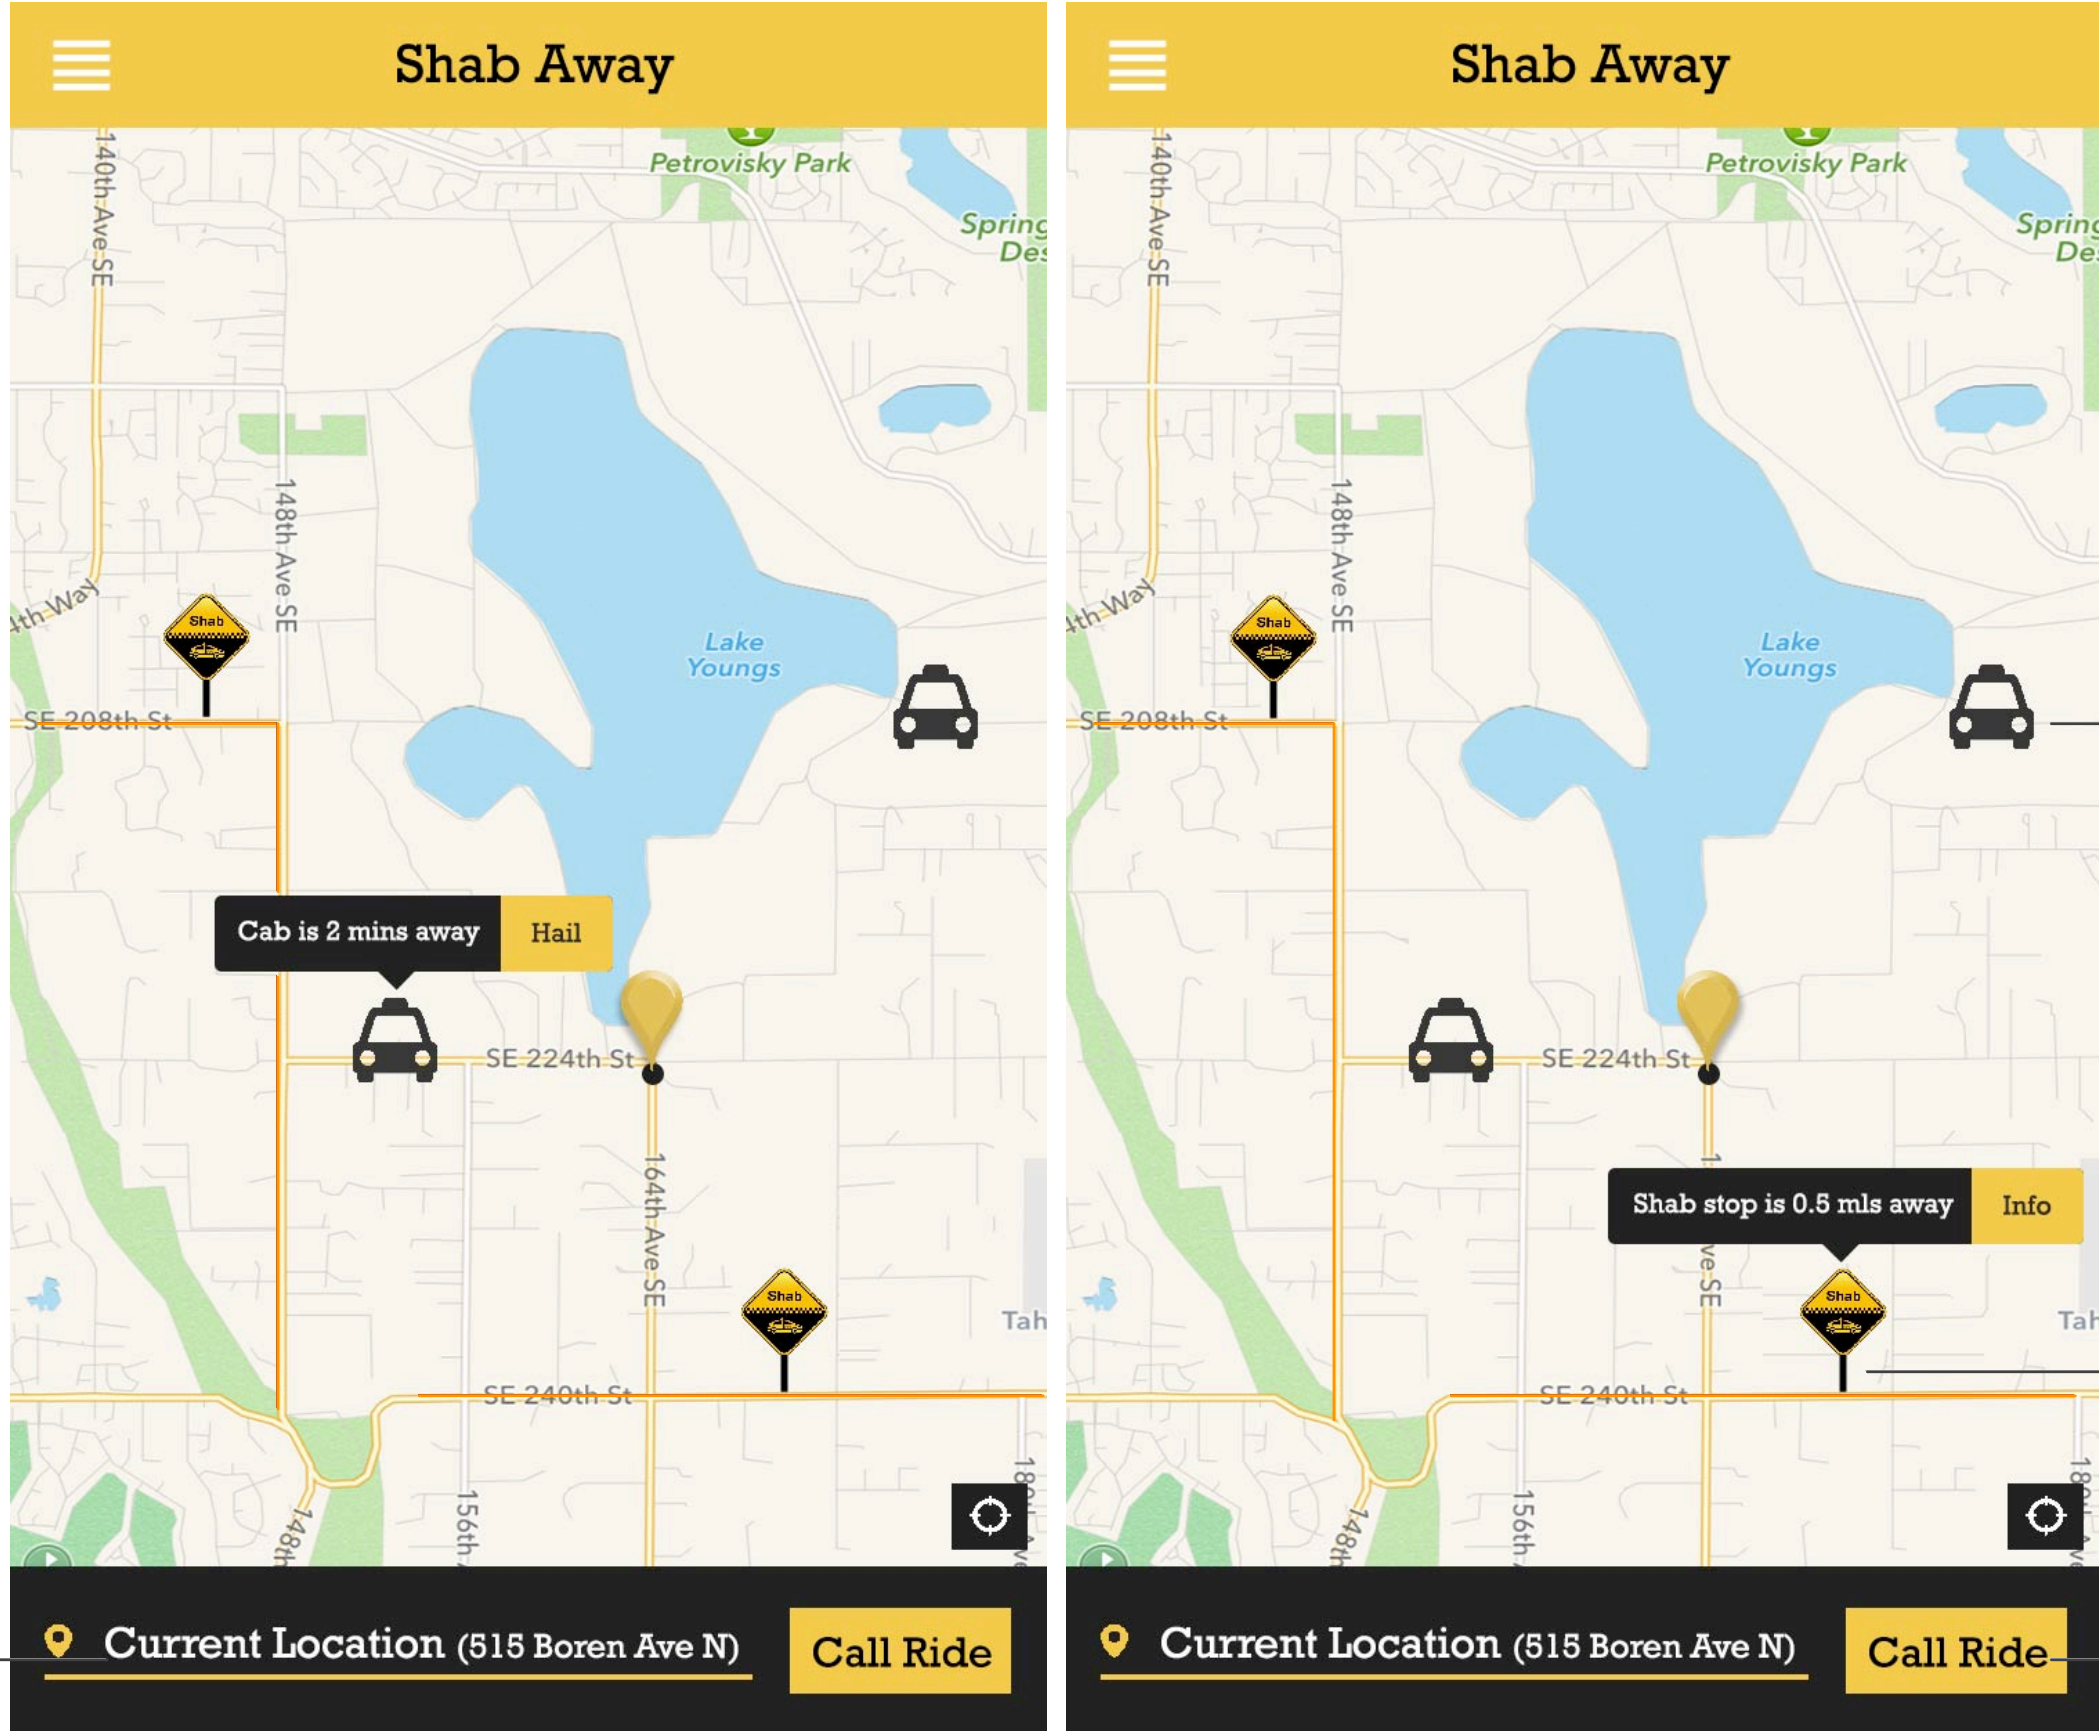 Shab Away
Petrovisky Park
Spring
Des
140th Ave SE
148th Ave SE
4th Way
Shab
Lake
Youngs
SE 208th St
Cab is 2 mins away
Hail
SE 224th St
164th Ave SE
Shab
Tah
SE 240th St
148th
156th
Current Location (515 Boren Ave N)
Call Ride
Shab Away
Petrovisky Park
Spring
De
140th Ave SE
148th Ave SE
4th Way
Shab
Lake
Youngs
SE 208th St
SE 224th St
Shab stop is 0.5 mls away
Info
ve SE
Shab
Tah
SE 240th St
148th
156th
Current Location (515 Boren Ave N)
Call Ride